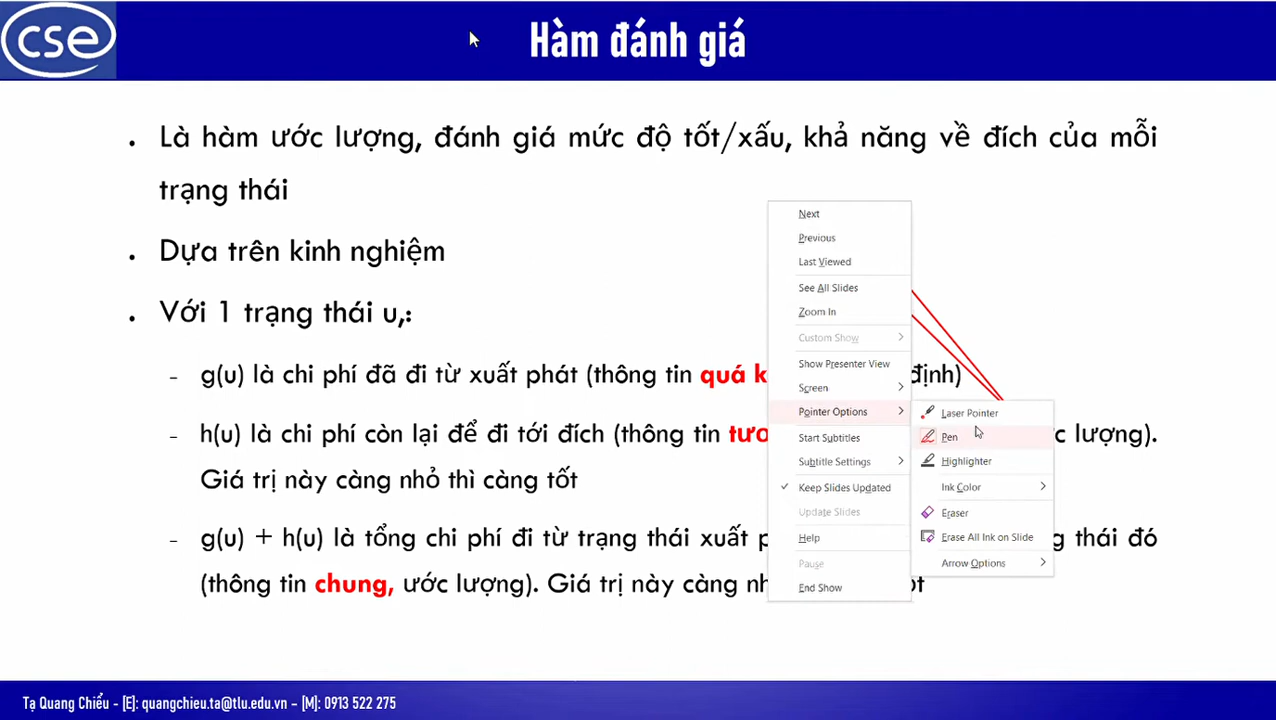 cse
Hàm đánh giá
. Là hàm ước lượng, đánh giá mức độ tốt/xấu, khả năng về đích của mỗi
trạng thái
. Dựa trên kinh nghiệm
. Với 1 trạng thái u,:
- g(u) là chi phí đã đi từ xuất phát (thông tin quá định)
- h(u) là chi phí còn lại để đi tới đích (thông tin lượng).
Giá trị này càng nhỏ thì càng tốt
- g(u) + h(u) là tổng chi phí đi từ trạng thái xuất thái đó
(thông tin chung, ước lượng). Giá trị này càng
Next
Previous
Last Viewed
See All Slides
Zoom In
Custom Show
Show Presenter View
Screen
Pointer Options
Start Subtitles
Subtitle Settings
Keep Slides Updated
Update Slides
Help
Pause
End Show
Laser Pointer
Pen
Highlighter
Ink Color
Eraser
Erase All Ink on Slide
Arrow Options
Tạ Quang Chiểu – [E]: quangchieu.ta@tlu.edu.vn – [M]: 0913 522 275